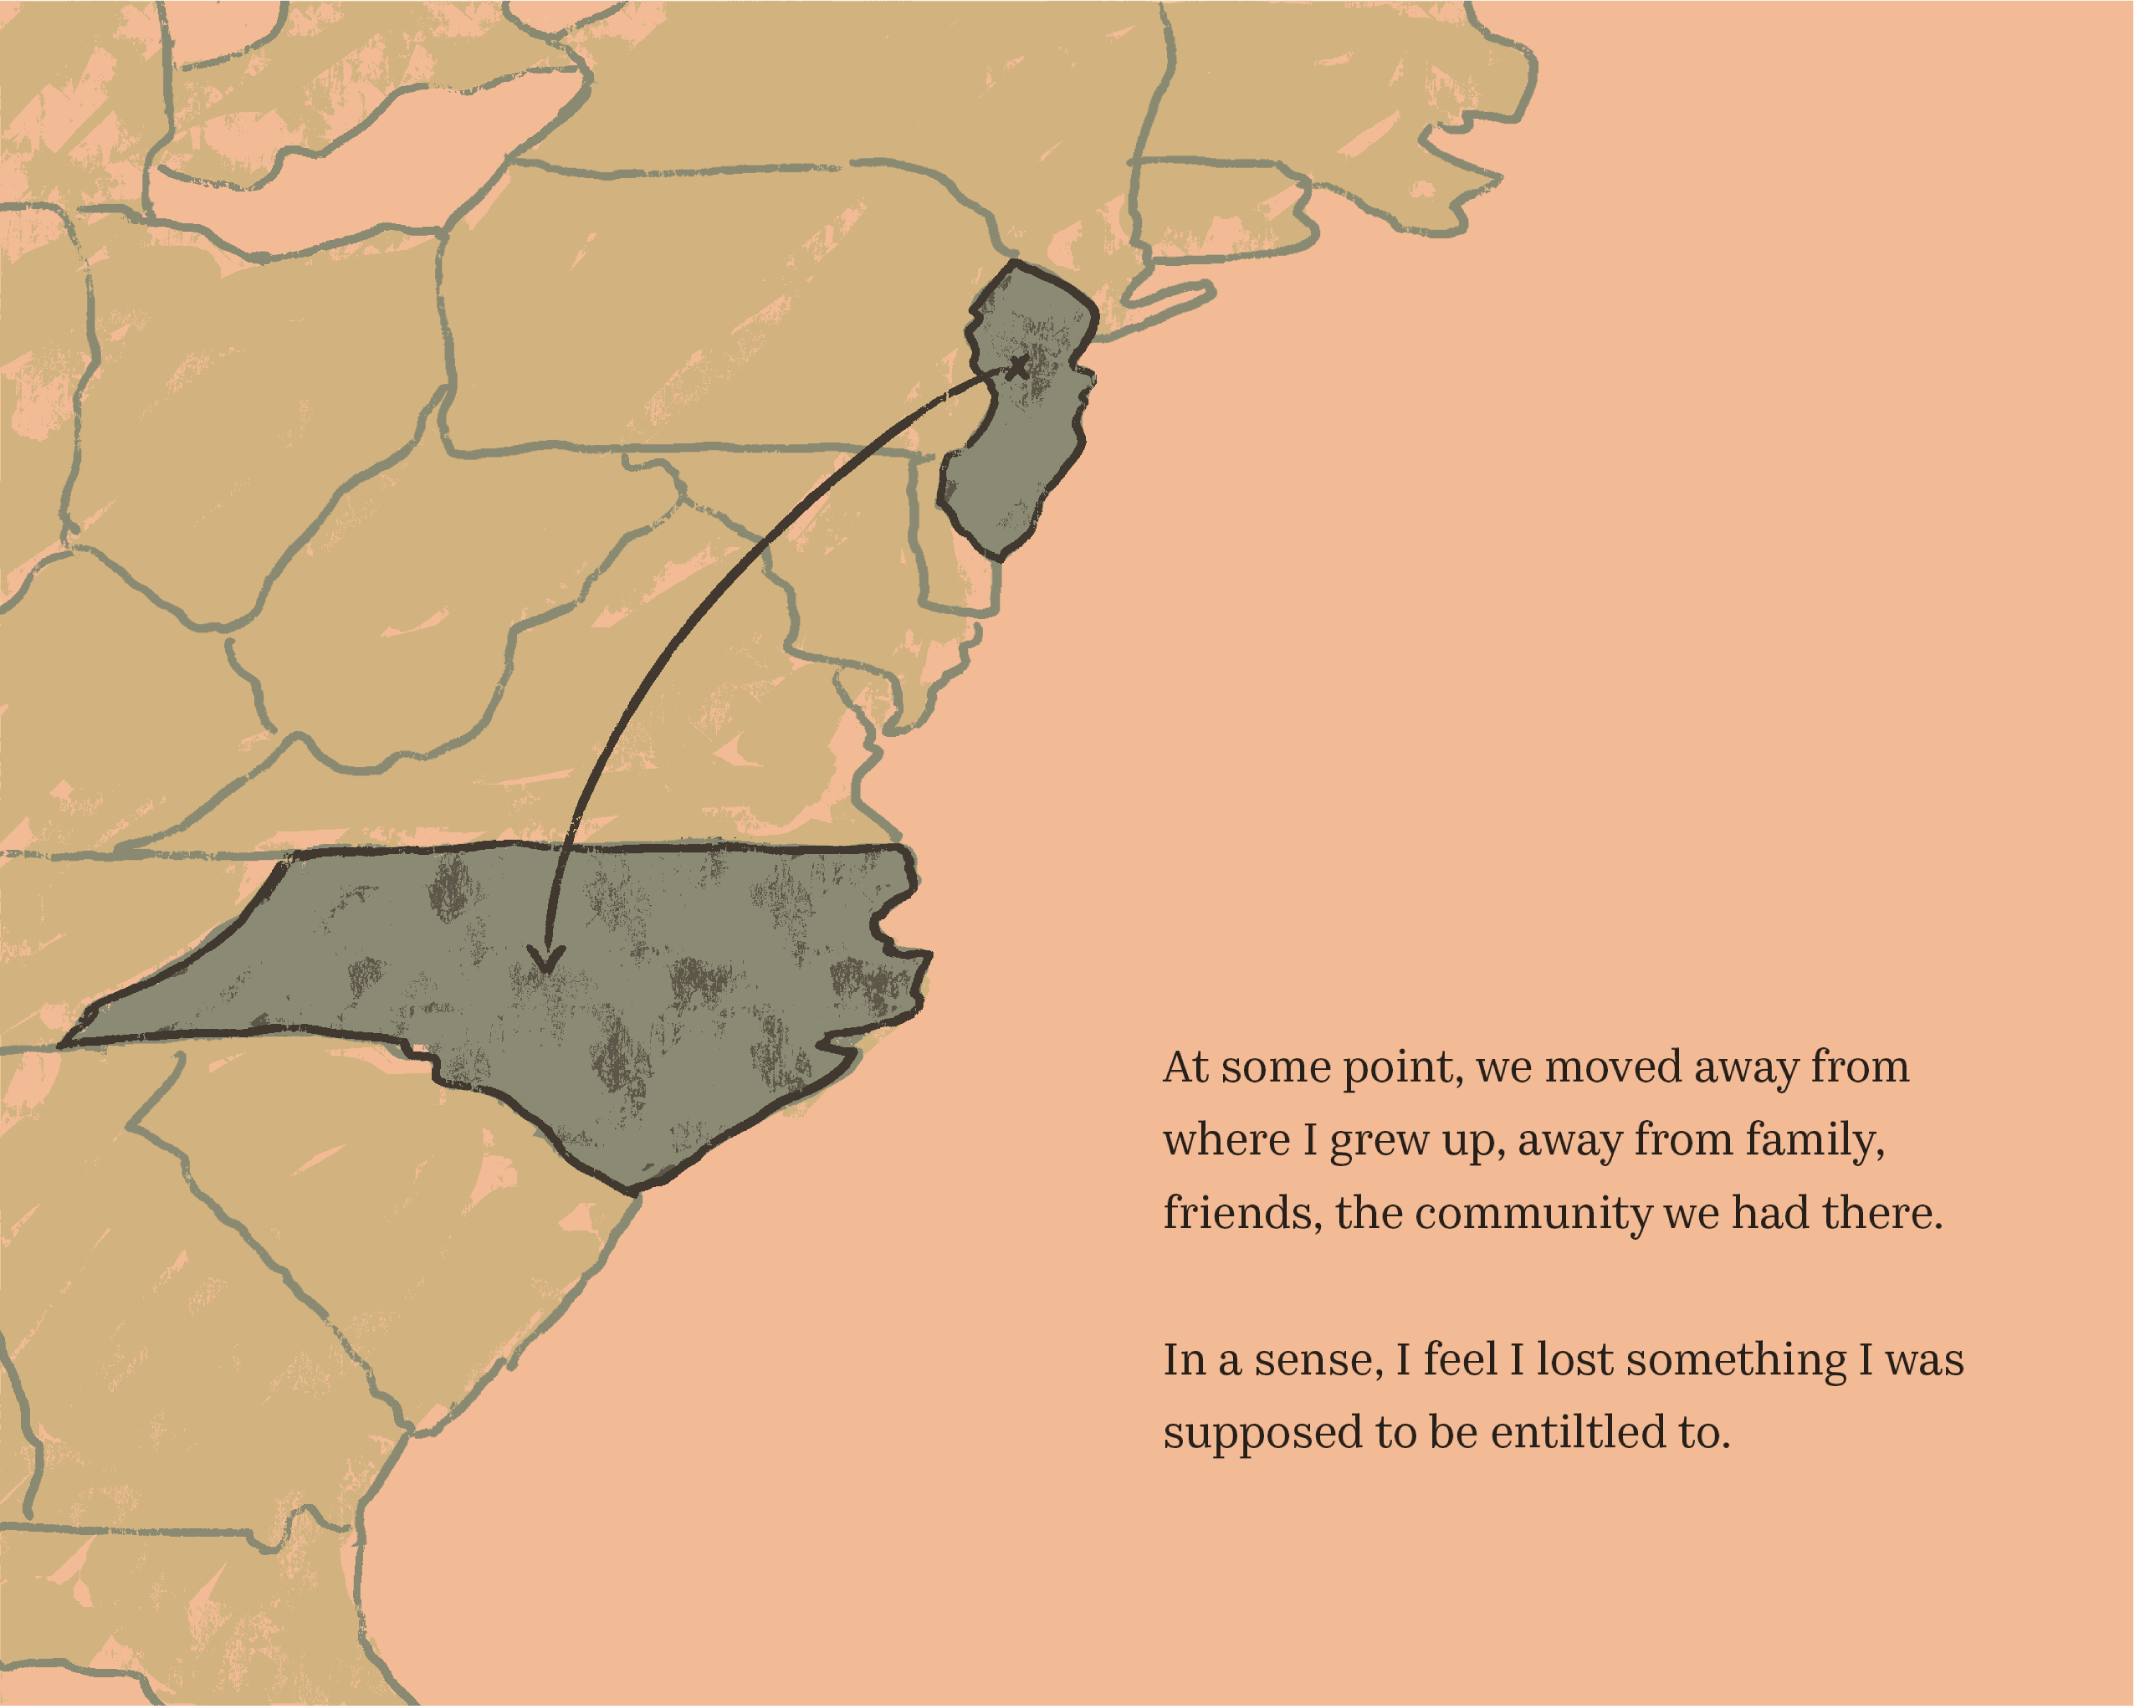 At some point, we moved away from
where I grew up, away from family,
friends, the community we had there.
In a sense, I feel I lost something I was
supposed to be entiltled to.